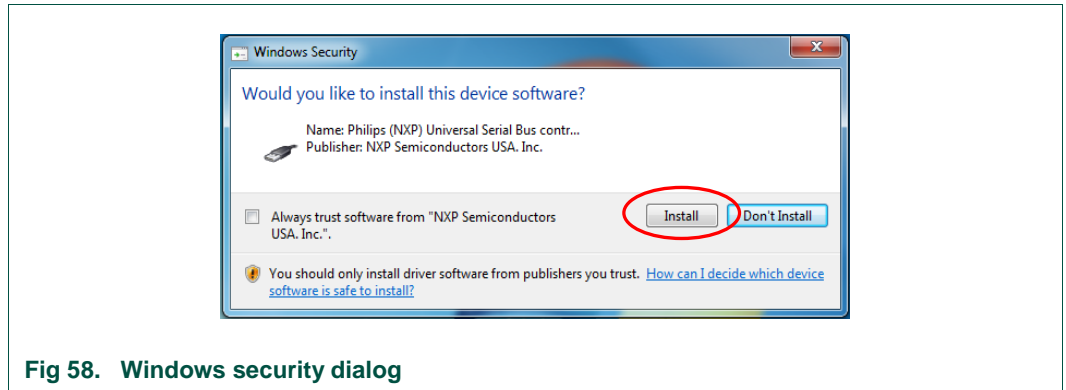 Windows Security
Would you like to install this device software?
Name: Philips (NXP) Universal Serial Bus contr...
Publisher: NXP Semiconductors USA. Inc.
Always trust software from "NXP Semiconductors
USA. Inc.".
Install
Don't Install
You should only install driver software from publishers you trust. How can I decide which device
software is safe to install?
Fig 58. Windows security dialog